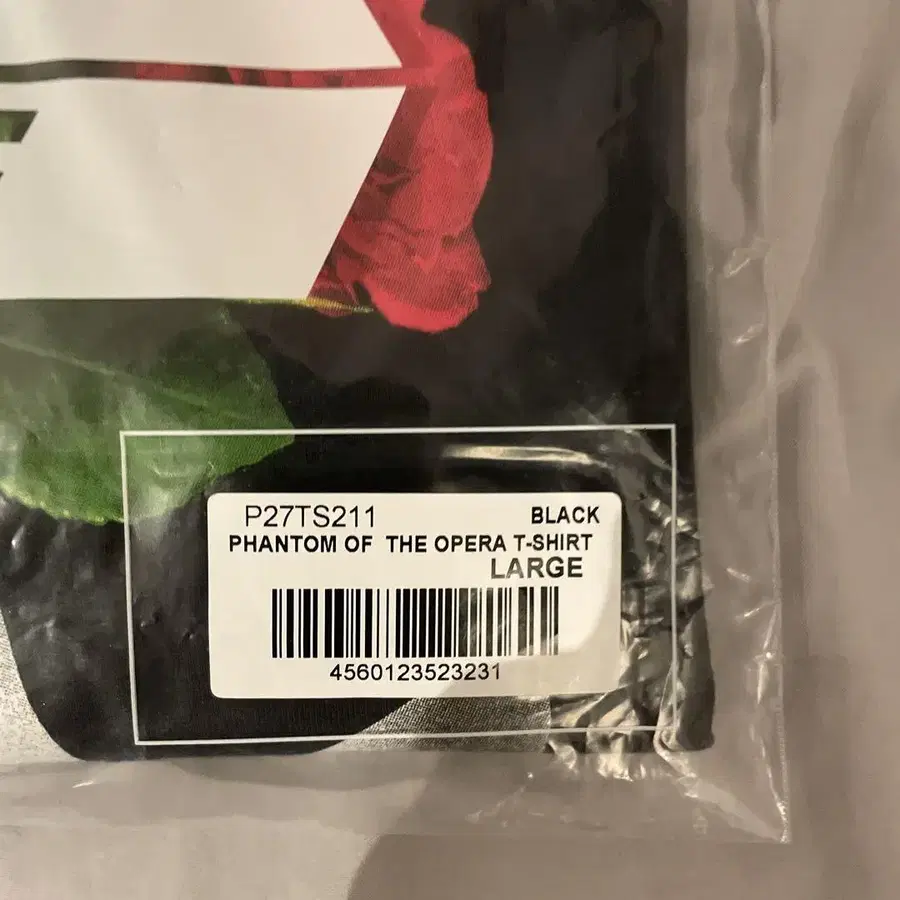 P27TS211 BLACK
PHANTOM OF THE OPERA T-SHIRT
LARGE
4560123523231